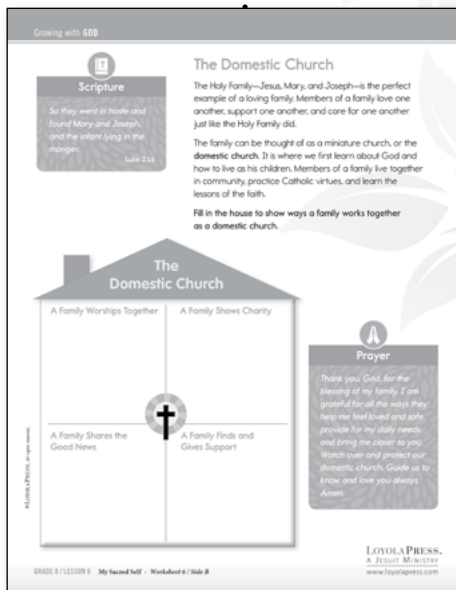 Growing with GOD
Scripture
So they went in haste and
found Mary and Joseph,
and the infant lying in the
manger.
Luke 2:16
The Domestic Church
The Holy Family—Jesus, Mary, and Joseph—is the perfect
example of a loving family. Members of a family love one
another, support one another, and care for one another
just like the Holy Family did.
The family can be thought of as a miniature church, or the
domestic church. It is where we first learn about God and
how to live as his children. Members of a family live together
in community, practice Catholic virtues, and learn the
lessons of the faith.
Fill in the house to show ways a family works together
as a domestic church.
The
Domestic Church
A Family Worships Together
A Family Shows Charity
A Family Shares the
Good News
A Family Finds and
Gives Support
Prayer
Thank you, God, for the
blessing of my family. I am
grateful for all the ways they
help me feel loved and safe,
provide for my daily needs,
and bring me closer to you.
Watch over and protect our
domestic church. Guide us to
know and love you always.
Amen.
©LOYOLAPRESS. All rights reserved.
GRADE 8 / LESSON 6 My Sacred Self • Worksheet 6 / Side B
LOYOLAPRESS.
A JESUIT MINISTRY
www.loyolapress.com